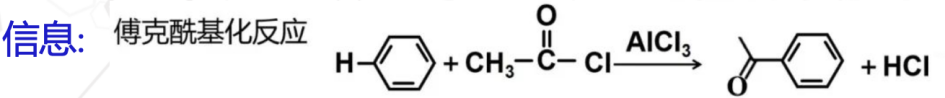 信息: 傅克酰基化反应
O
H + CH₃-C-Cl AlCl₃ O + HCl